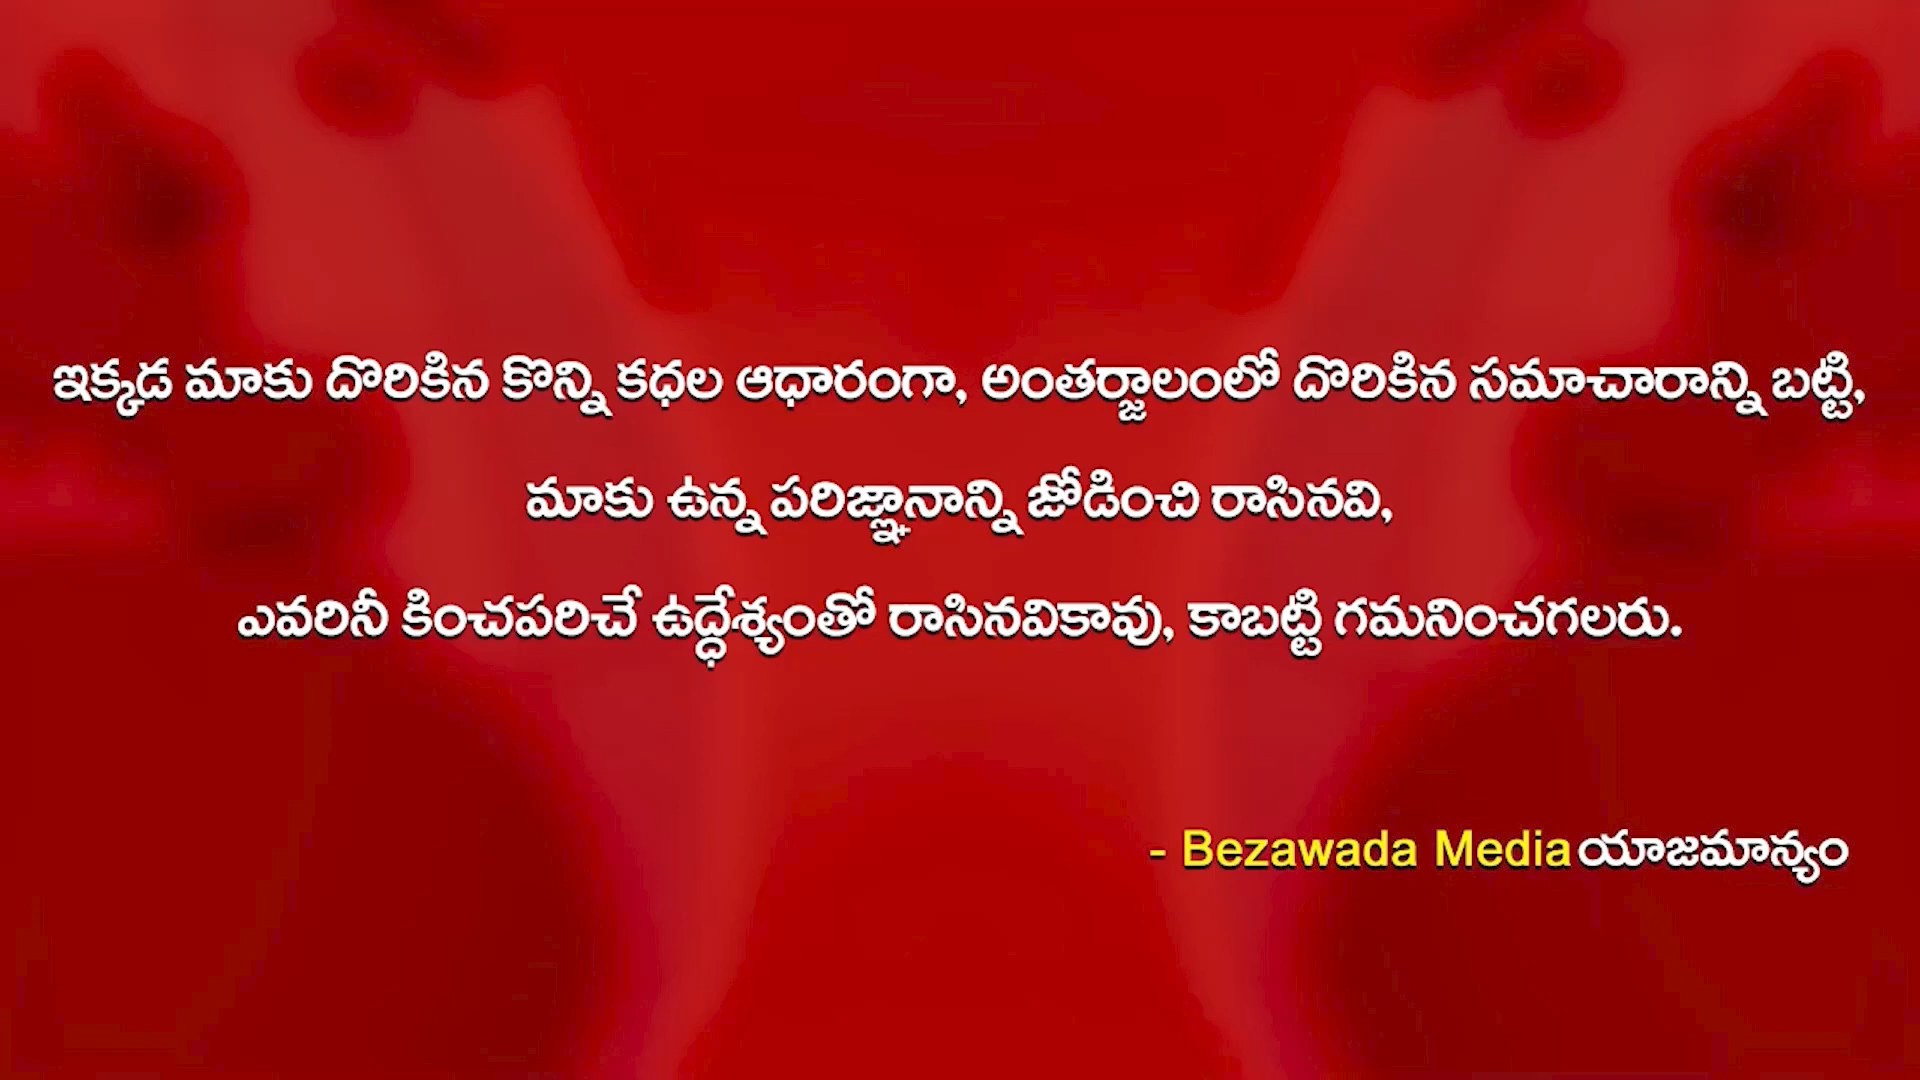 ఇక్కడ మాకు దొరికిన కొన్ని కధల ఆధారంగా, అంతర్జాలంలో దొరికిన సమాచారాన్ని బట్టి,
మాకు ఉన్న పరిజ్ఞానాన్ని జోడించి రాసినవి,
ఎవరినీ కించపరిచే ఉద్ధేశ్యంతో రాసినవికావు, కాబట్టి గమనించగలరు.
- Bezawada Media యాజమాన్యం